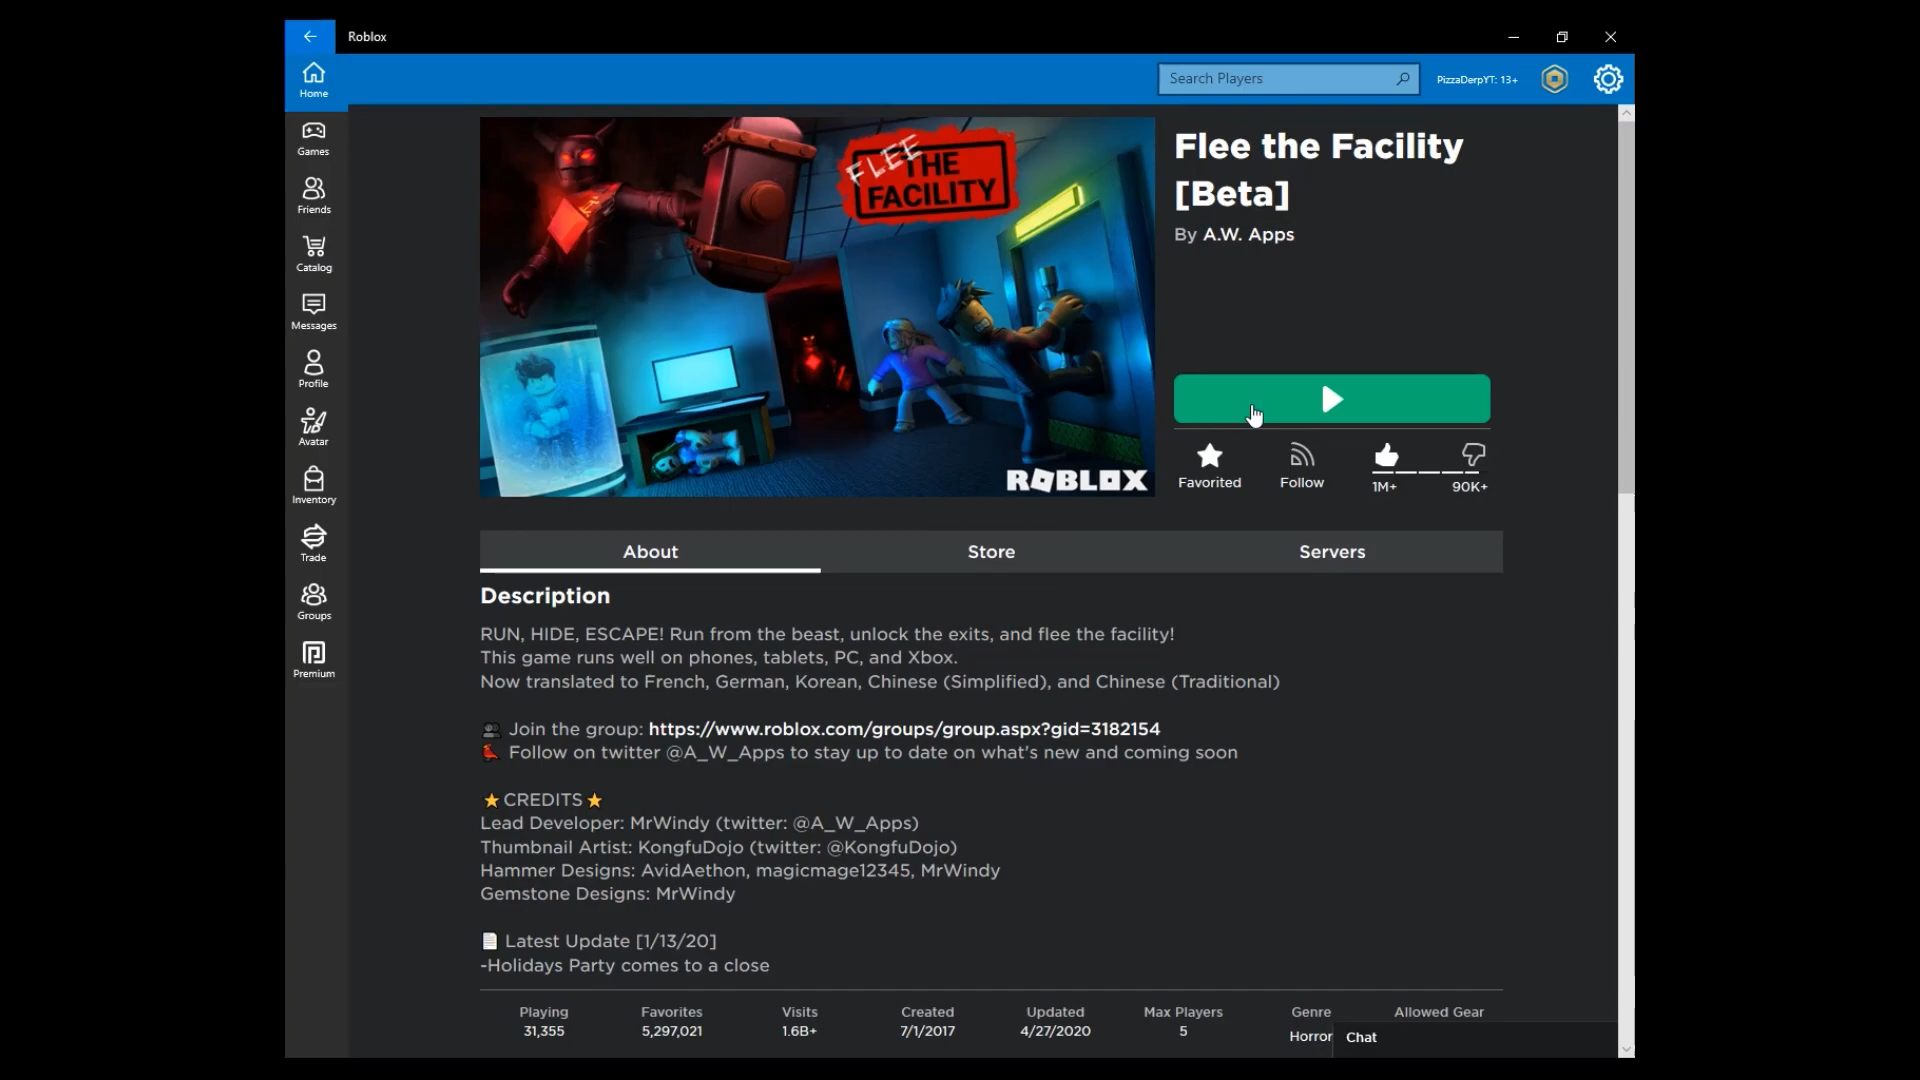 Roblox
Search Players
PizzaDerpYT: 13+
Home
Games
Friends
Catalog
Messages
Profile
Avatar
Inventory
Trade
Groups
Premium
FLEE
THE
FACILITY
ROBLOX
Flee the Facility
[Beta]
By A.W. Apps
Favorited
Follow
1M+
90K+
About
Store
Servers
Description
RUN, HIDE, ESCAPE! Run from the beast, unlock the exits, and flee the facility!
This game runs well on phones, tablets, PC, and Xbox.
Now translated to French, German, Korean, Chinese (Simplified), and Chinese (Traditional)
Join the group: https://www.roblox.com/groups/group.aspx?gid=3182154
Follow on twitter @A_W_Apps to stay up to date on what's new and coming soon
CREDITS
Lead Developer: MrWindy (twitter: @A_W_Apps)
Thumbnail Artist: KongfuDojo (twitter: @KongfuDojo)
Hammer Designs: AvidAethon, magicmage12345, MrWindy
Gemstone Designs: MrWindy
Latest Update [1/13/20]
-Holidays Party comes to a close
Playing Favorites Visits Created Updated Max Players Genre Allowed Gear
31,355 5,297,021 1.6B+ 7/1/2017 4/27/2020 5 Horror
Chat